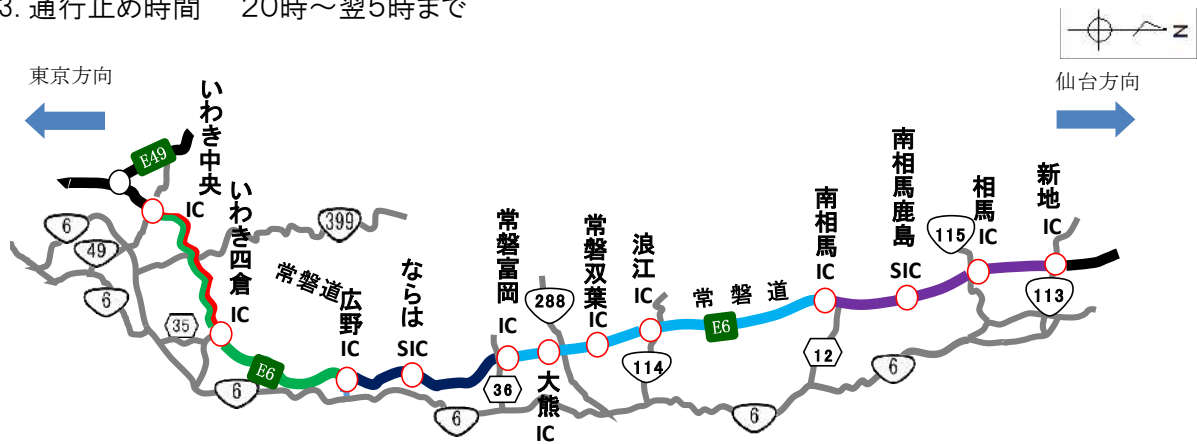 3. 通行止め時間　20時～翌5時まで
N
東京方向
仙台方向
いわき中央
IC
E49
いわき四倉
IC
6
49
6
35
399
常磐道
E6
6
広野
IC
ならは
SIC
常磐富岡
IC
36
6
288
大熊
IC
常磐双葉
IC
浪江
IC
114
常磐道
E6
6
南相馬
IC
12
南相馬鹿島
SIC
6
115
相馬
IC
新地
IC
113